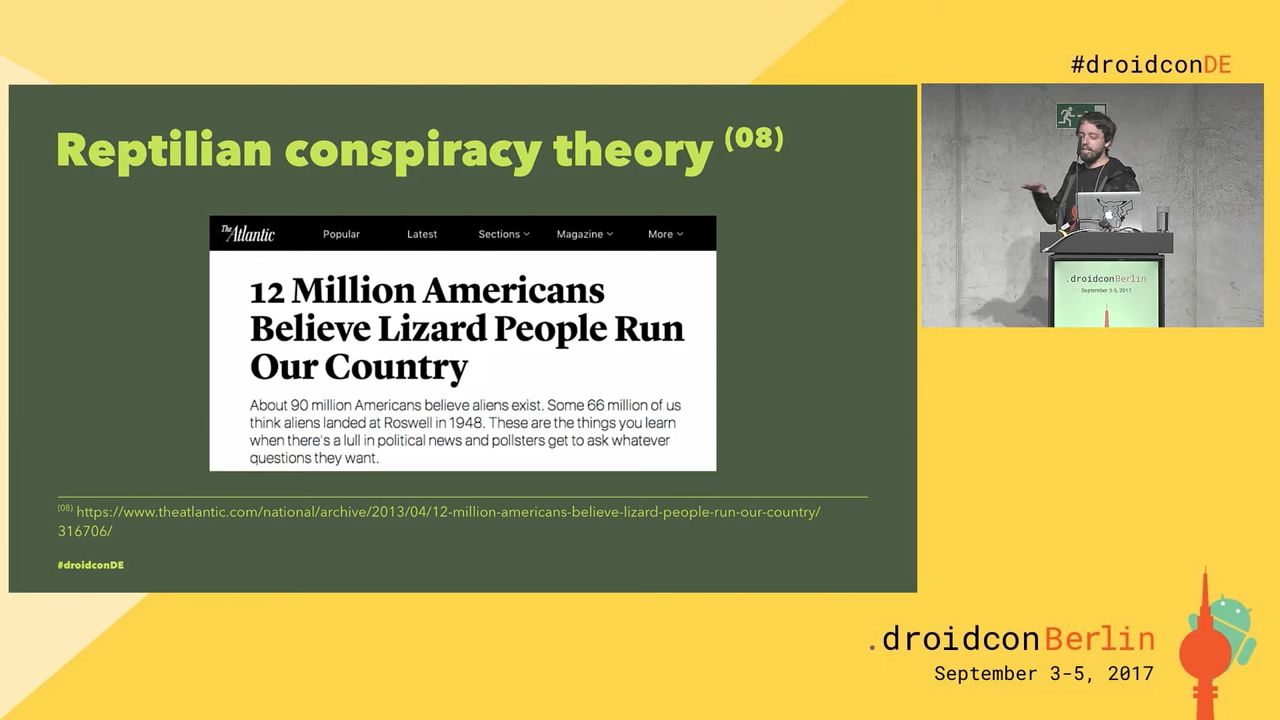 #droidconDE
Reptilian conspiracy theory (08)
The Atlantic Popular Latest Sections Magazine More
12 Million Americans
Believe Lizard People Run
Our Country
About 90 million Americans believe aliens exist. Some 66 million of us
think aliens landed at Roswell in 1948. These are the things you learn
when there's a lull in political news and pollsters get to ask whatever
questions they want.
(08) https://www.theatlantic.com/national/archive/2013/04/12-million-americans-believe-lizard-people-run-our-country/
316706/
#droidconDE
.droidconBerlin
September 3-5, 2017
.droidconBerlin
September 3-5, 2017